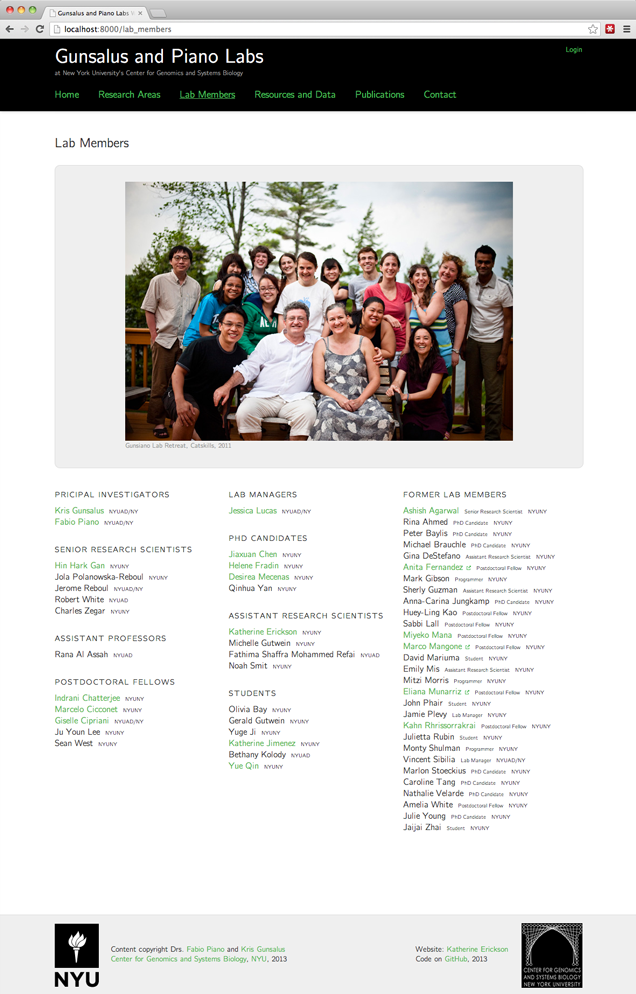 Gunsalus and Piano Labs
localhost:8000/lab_members
Gunsalus and Piano Labs
Login
at New York University's Center for Genomics and Systems Biology
Home Research Areas Lab Members Resources and Data Publications Contact
Lab Members
Gunsiano Lab Retreat, Catskills, 2011
PRICIPAL INVESTIGATORS
Kris Gunsalus NYUAD/NY
Fabio Piano NYUAD/NY
SENIOR RESEARCH SCIENTISTS
Hin Hark Gan NYUNY
Jola Polanowska-Reboul NYUNY
Jerome Reboul NYUAD/NY
Robert White NYUAD
Charles Zegar NYUNY
ASSISTANT PROFESSORS
Rana Al Assah NYUAD
POSTDOCTORAL FELLOWS
Indrani Chatterjee NYUNY
Marcelo Cicconet NYUNY
Giselle Cipriani NYUAD/NY
Ju Youn Lee NYUNY
Sean West NYUNY
LAB MANAGERS
Jessica Lucas NYUAD/NY
PHD CANDIDATES
Jiaxuan Chen NYUNY
Helene Fradin NYUNY
Desirea Mecenas NYUNY
Qinhua Yan NYUNY
ASSISTANT RESEARCH SCIENTISTS
Katherine Erickson NYUNY
Michelle Gutwein NYUNY
Fathima Shaffra Mohammed Refai NYUAD
Noah Smit NYUNY
STUDENTS
Olivia Bay NYUNY
Gerald Gutwein NYUNY
Yuge Ji NYUNY
Katherine Jimenez NYUNY
Bethany Kolody NYUAD
Yue Qin NYUNY
FORMER LAB MEMBERS
Ashish Agarwal Senior Research Scientist NYUNY
Rina Ahmed PhD Candidate NYUNY
Peter Baylis PhD Candidate NYUNY
Michael Brauchle PhD Candidate NYUNY
Gina DeStefano Assistant Research Scientist NYUNY
Anita Fernandez Postdoctoral Fellow NYUNY
Mark Gibson Programmer NYUNY
Sherly Guzman Assistant Research Scientist NYUNY
Anna-Carina Jungkamp PhD Candidate NYUNY
Huey-Ling Kao Postdoctoral Fellow NYUNY
Sabbi Lall Postdoctoral Fellow NYUNY
Miyeko Mana Postdoctoral Fellow NYUNY
Marco Mangone Postdoctoral Fellow NYUNY
David Mariuma Student NYUNY
Emily Mis Assistant Research Scientist NYUNY
Mitzi Morris Programmer NYUNY
Eliana Munarriz Postdoctoral Fellow NYUNY
John Phair Student NYUNY
Jamie Plevy Lab Manager NYUNY
Kahn Rhrissorrakrai Postdoctoral Fellow NYUNY
Julietta Rubin Student NYUNY
Monty Shulman Programmer NYUNY
Vincent Sibilia Lab Manager NYUAD/NY
Marlon Stoeckius PhD Candidate NYUNY
Caroline Tang PhD Candidate NYUNY
Nathalie Velarde PhD Candidate NYUNY
Amelia White Postdoctoral Fellow NYUNY
Julie Young PhD Candidate NYUNY
Jaijai Zhai Student NYUNY
NYU
Content copyright Drs. Fabio Piano and Kris Gunsalus
Center for Genomics and Systems Biology, NYU, 2013
Website: Katherine Erickson
Code on GitHub, 2013
CENTER FOR GENOMICS
AND SYSTEMS BIOLOGY
NEW YORK UNIVERSITY